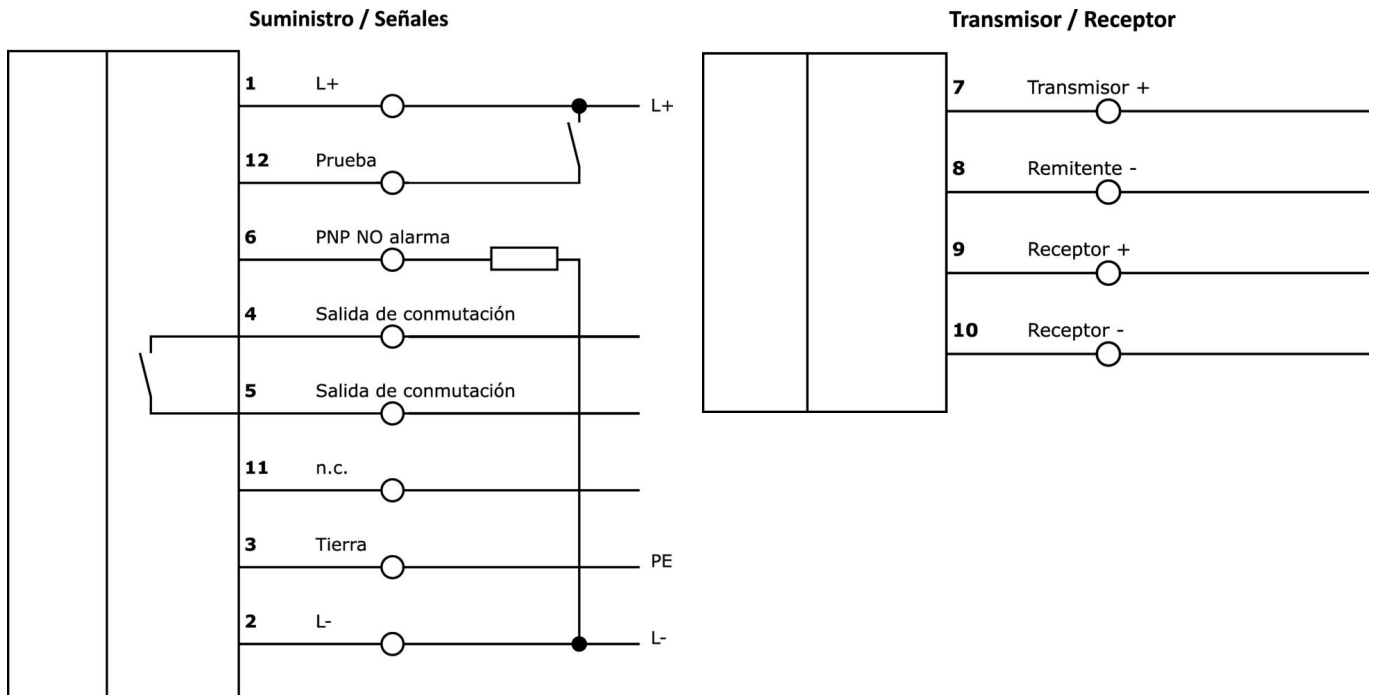 Suministro / Señales
1 L+
L+
12 Prueba
6 PNP NO alarma
4 Salida de conmutación
5 Salida de conmutación
11 n.c.
3 Tierra
PE
2 L-
L-
Transmisor / Receptor
7 Transmisor +
8 Remitente -
9 Receptor +
10 Receptor -